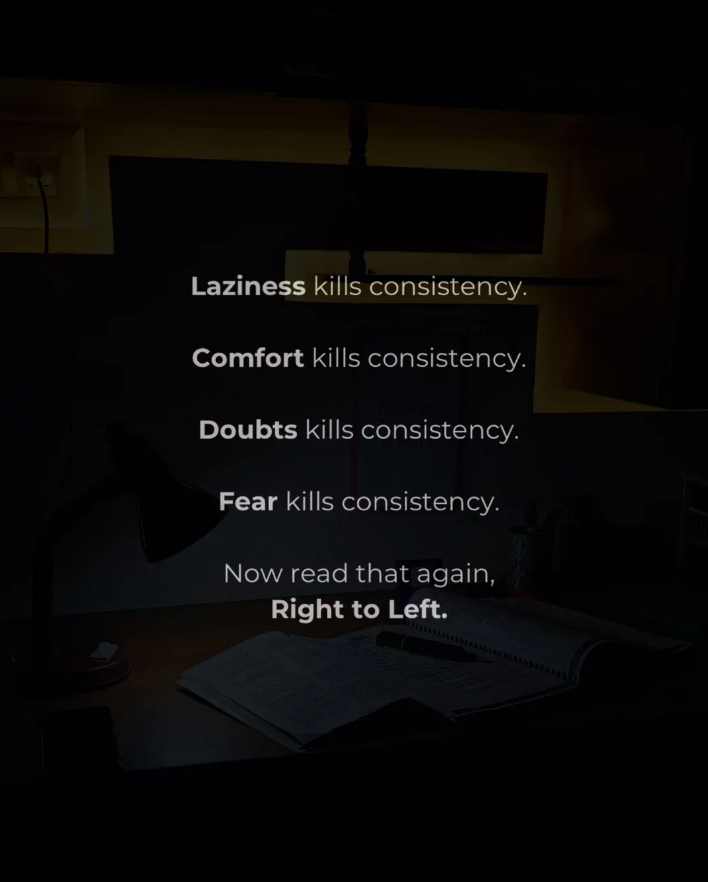 Laziness kills consistency.
Comfort kills consistency.
Doubts kills consistency.
Fear kills consistency.
Now read that again,
Right to Left.